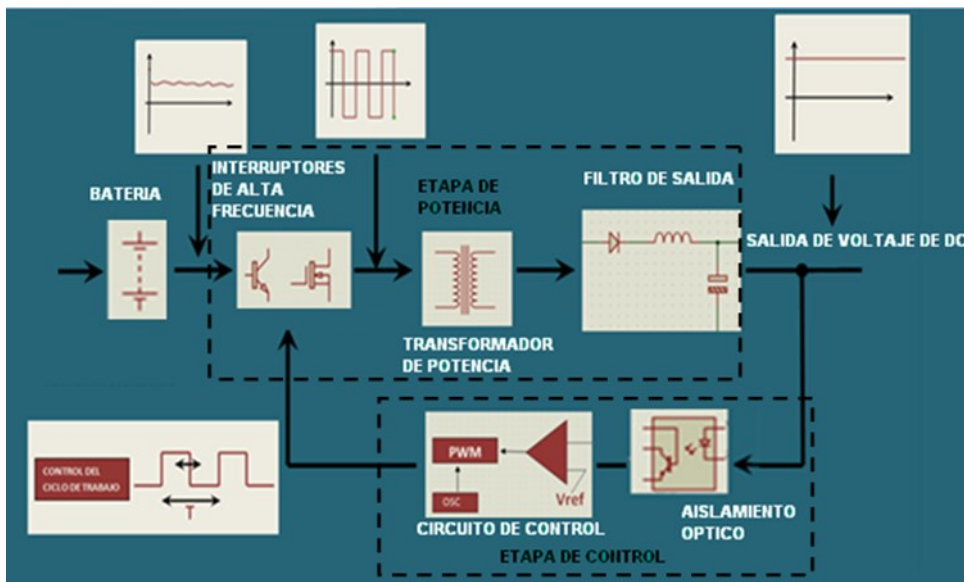 BATERIA
INTERRUPTORES
DE ALTA
FRECUENCIA
ETAPA DE
POTENCIA
FILTRO DE SALIDA
SALIDA DE VOLTAJE DE DC
TRANSFORMADOR
DE POTENCIA
CONTROL DEL
CICLO DE TRABAJO
T
PWM
OSC
Vref
CIRCUITO DE CONTROL
AISLAMIENTO
OPTICO
ETAPA DE CONTROL